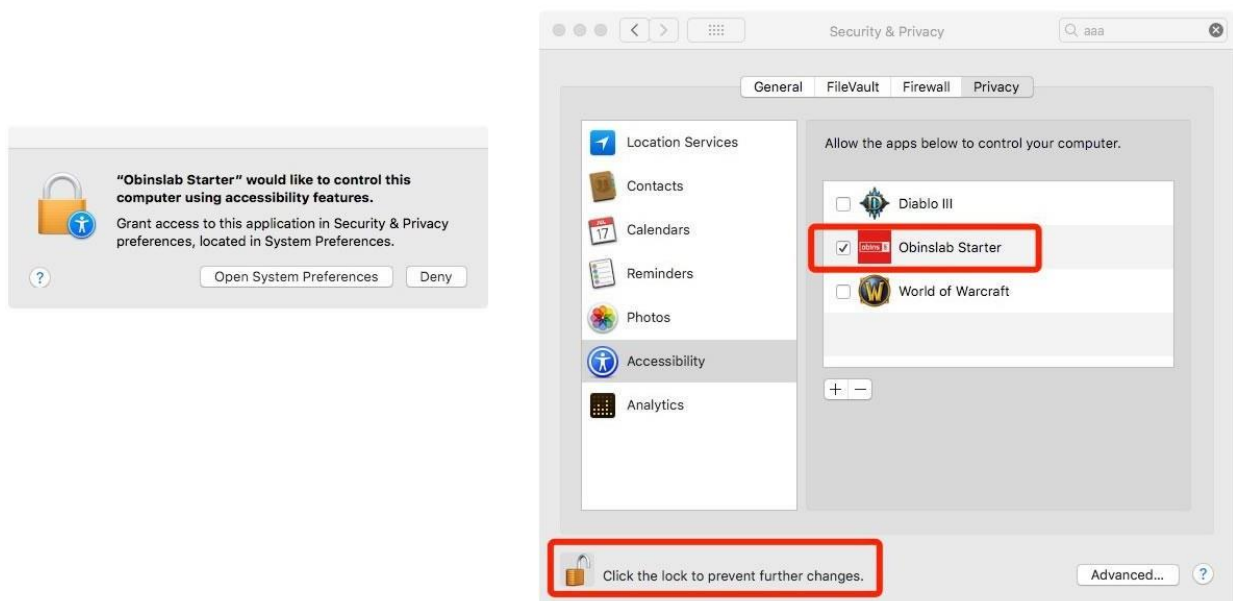 “Obinslab Starter” would like to control this
computer using accessibility features.
Grant access to this application in Security & Privacy
preferences, located in System Preferences.
?
Open System Preferences
Deny
Security & Privacy
aaa
General
FileVault
Firewall
Privacy
Location Services
Contacts
Calendars
JUL
17
Reminders
Photos
Accessibility
Analytics
Allow the apps below to control your computer.
Diablo III
obins
Obinslab Starter
World of Warcraft
+ −
Click the lock to prevent further changes.
Advanced...
?